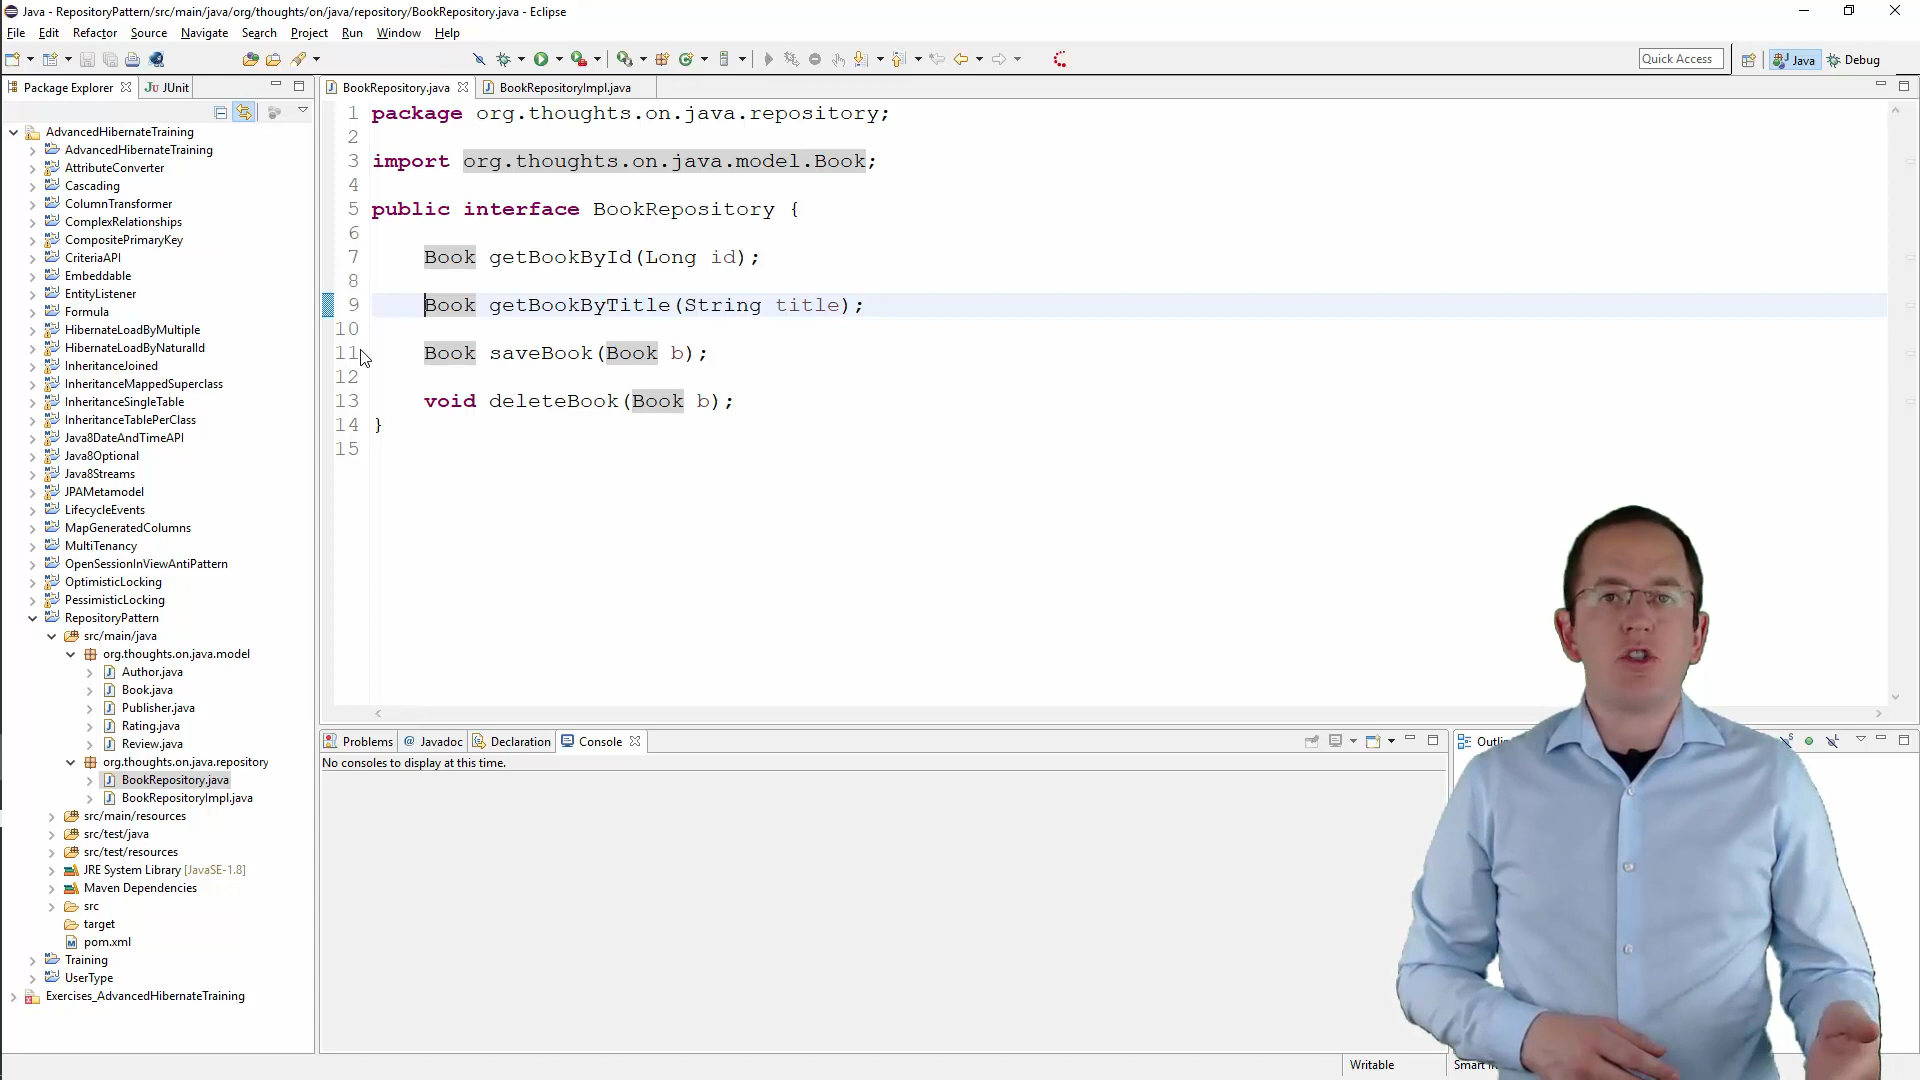 Java - RepositoryPattern/src/main/java/org/thoughts/on/java/repository/BookRepository.java - Eclipse
File Edit Refactor Source Navigate Search Project Run Window Help
Quick Access
Java
Debug
Package Explorer
JUnit
BookRepository.java
BookRepositoryImpl.java
AdvancedHibernateTraining
AdvancedHibernateTraining
AttributeConverter
Cascading
ColumnTransformer
ComplexRelationships
CompositePrimaryKey
CriteriaAPI
Embeddable
EntityListener
Formula
HibernateLoadByMultiple
HibernateLoadByNaturalId
InheritanceJoined
InheritanceMappedSuperclass
InheritanceSingleTable
InheritanceTablePerClass
Java8DateAndTimeAPI
Java8Optional
Java8Streams
JPAMetamodel
LifecycleEvents
MapGeneratedColumns
MultiTenancy
OpenSessionInViewAntiPattern
OptimisticLocking
PessimisticLocking
RepositoryPattern
src/main/java
org.thoughts.on.java.model
Author.java
Book.java
Publisher.java
Rating.java
Review.java
org.thoughts.on.java.repository
BookRepository.java
BookRepositoryImpl.java
src/main/resources
src/test/java
src/test/resources
JRE System Library [JavaSE-1.8]
Maven Dependencies
src
target
pom.xml
Training
UserType
Exercises_AdvancedHibernateTraining
1 package org.thoughts.on.java.repository;
2
3 import org.thoughts.on.java.model.Book;
4
5 public interface BookRepository {
6
7 Book getBookById(Long id);
8
9 Book getBookByTitle(String title);
10
11 Book saveBook(Book b);
12
13 void deleteBook(Book b);
14 }
15
Problems
Javadoc
Declaration
Console
No consoles to display at this time.
Writable